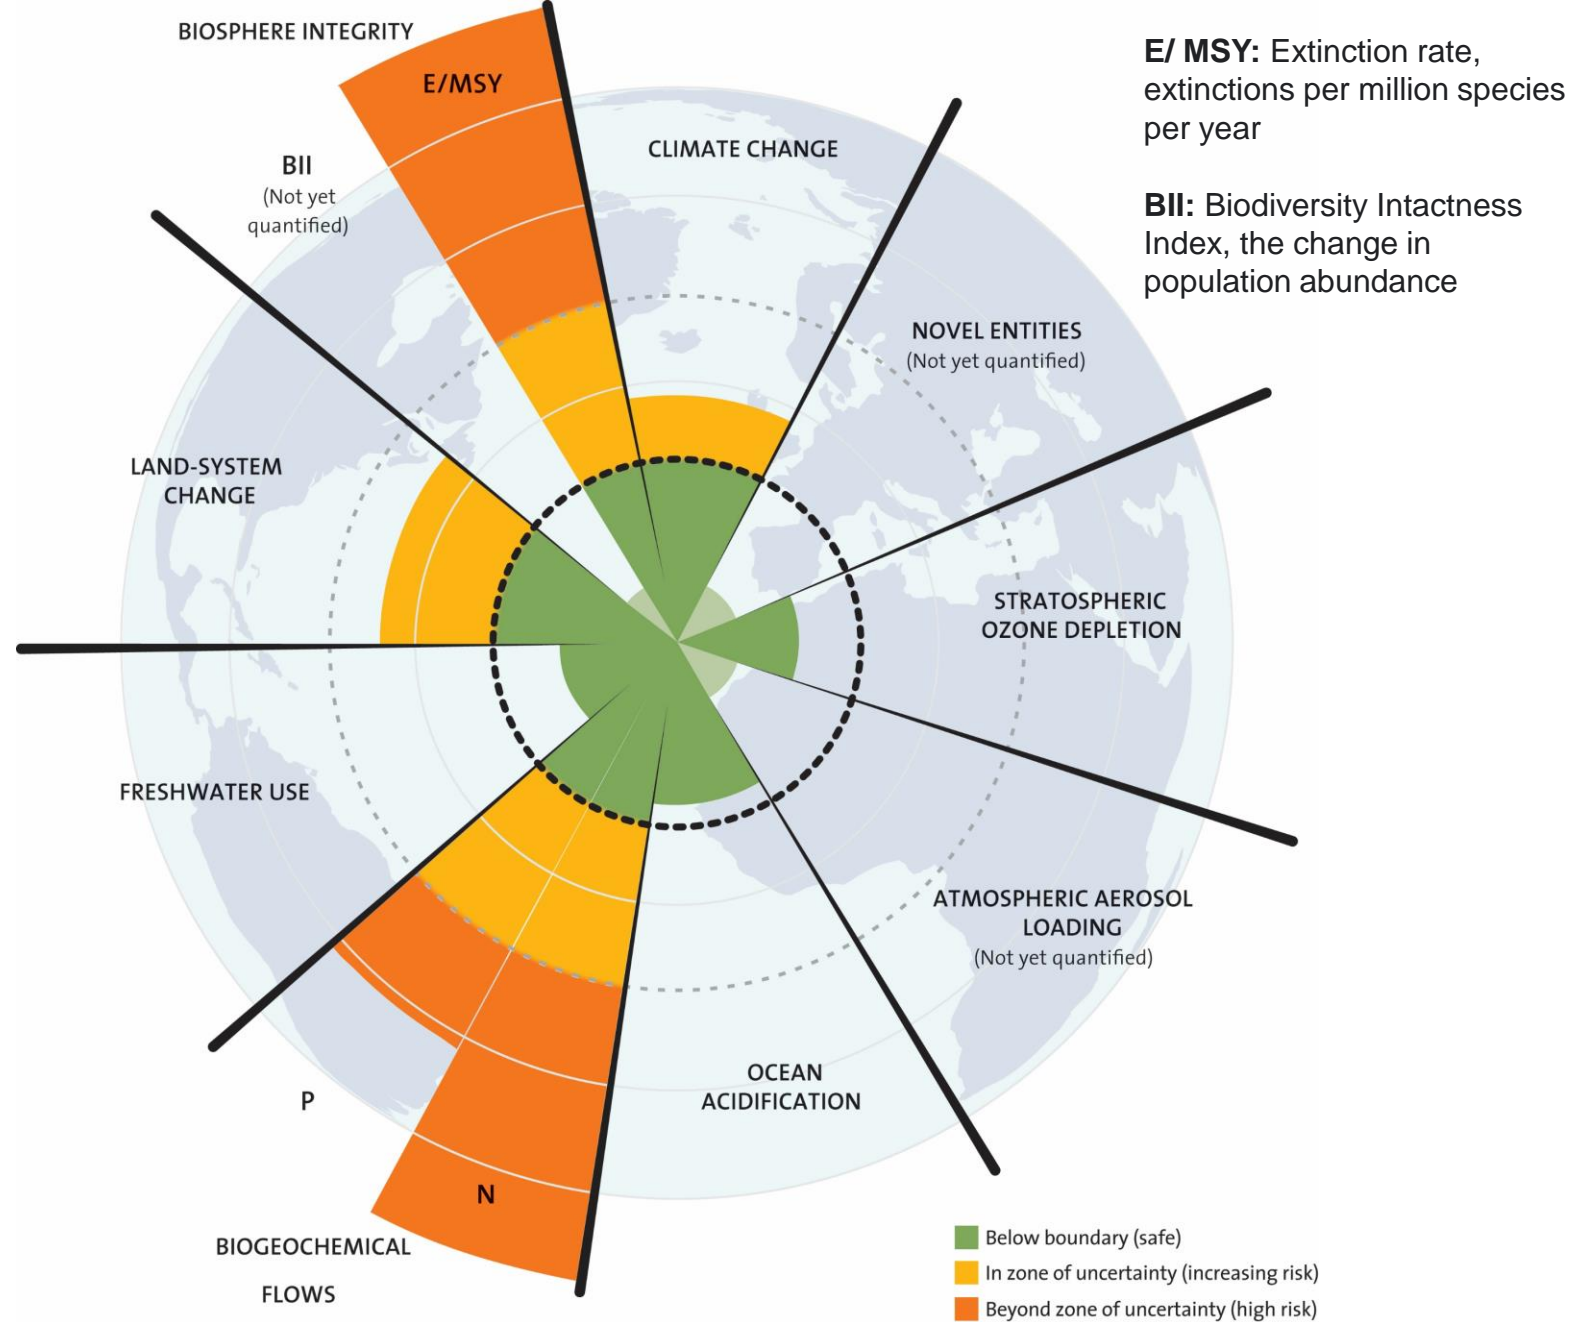 BIOSPHERE INTEGRITY
E/MSY
BII
(Not yet
quantified)
CLIMATE CHANGE
E/ MSY: Extinction rate,
extinctions per million species
per year
BII: Biodiversity Intactness
Index, the change in
population abundance
NOVEL ENTITIES
(Not yet quantified)
LAND-SYSTEM
CHANGE
STRATOSPHERIC
OZONE DEPLETION
FRESHWATER USE
ATMOSPHERIC AEROSOL
LOADING
(Not yet quantified)
OCEAN
ACIDIFICATION
P
N
BIOGEOCHEMICAL
FLOWS
Below boundary (safe)
In zone of uncertainty (increasing risk)
Beyond zone of uncertainty (high risk)